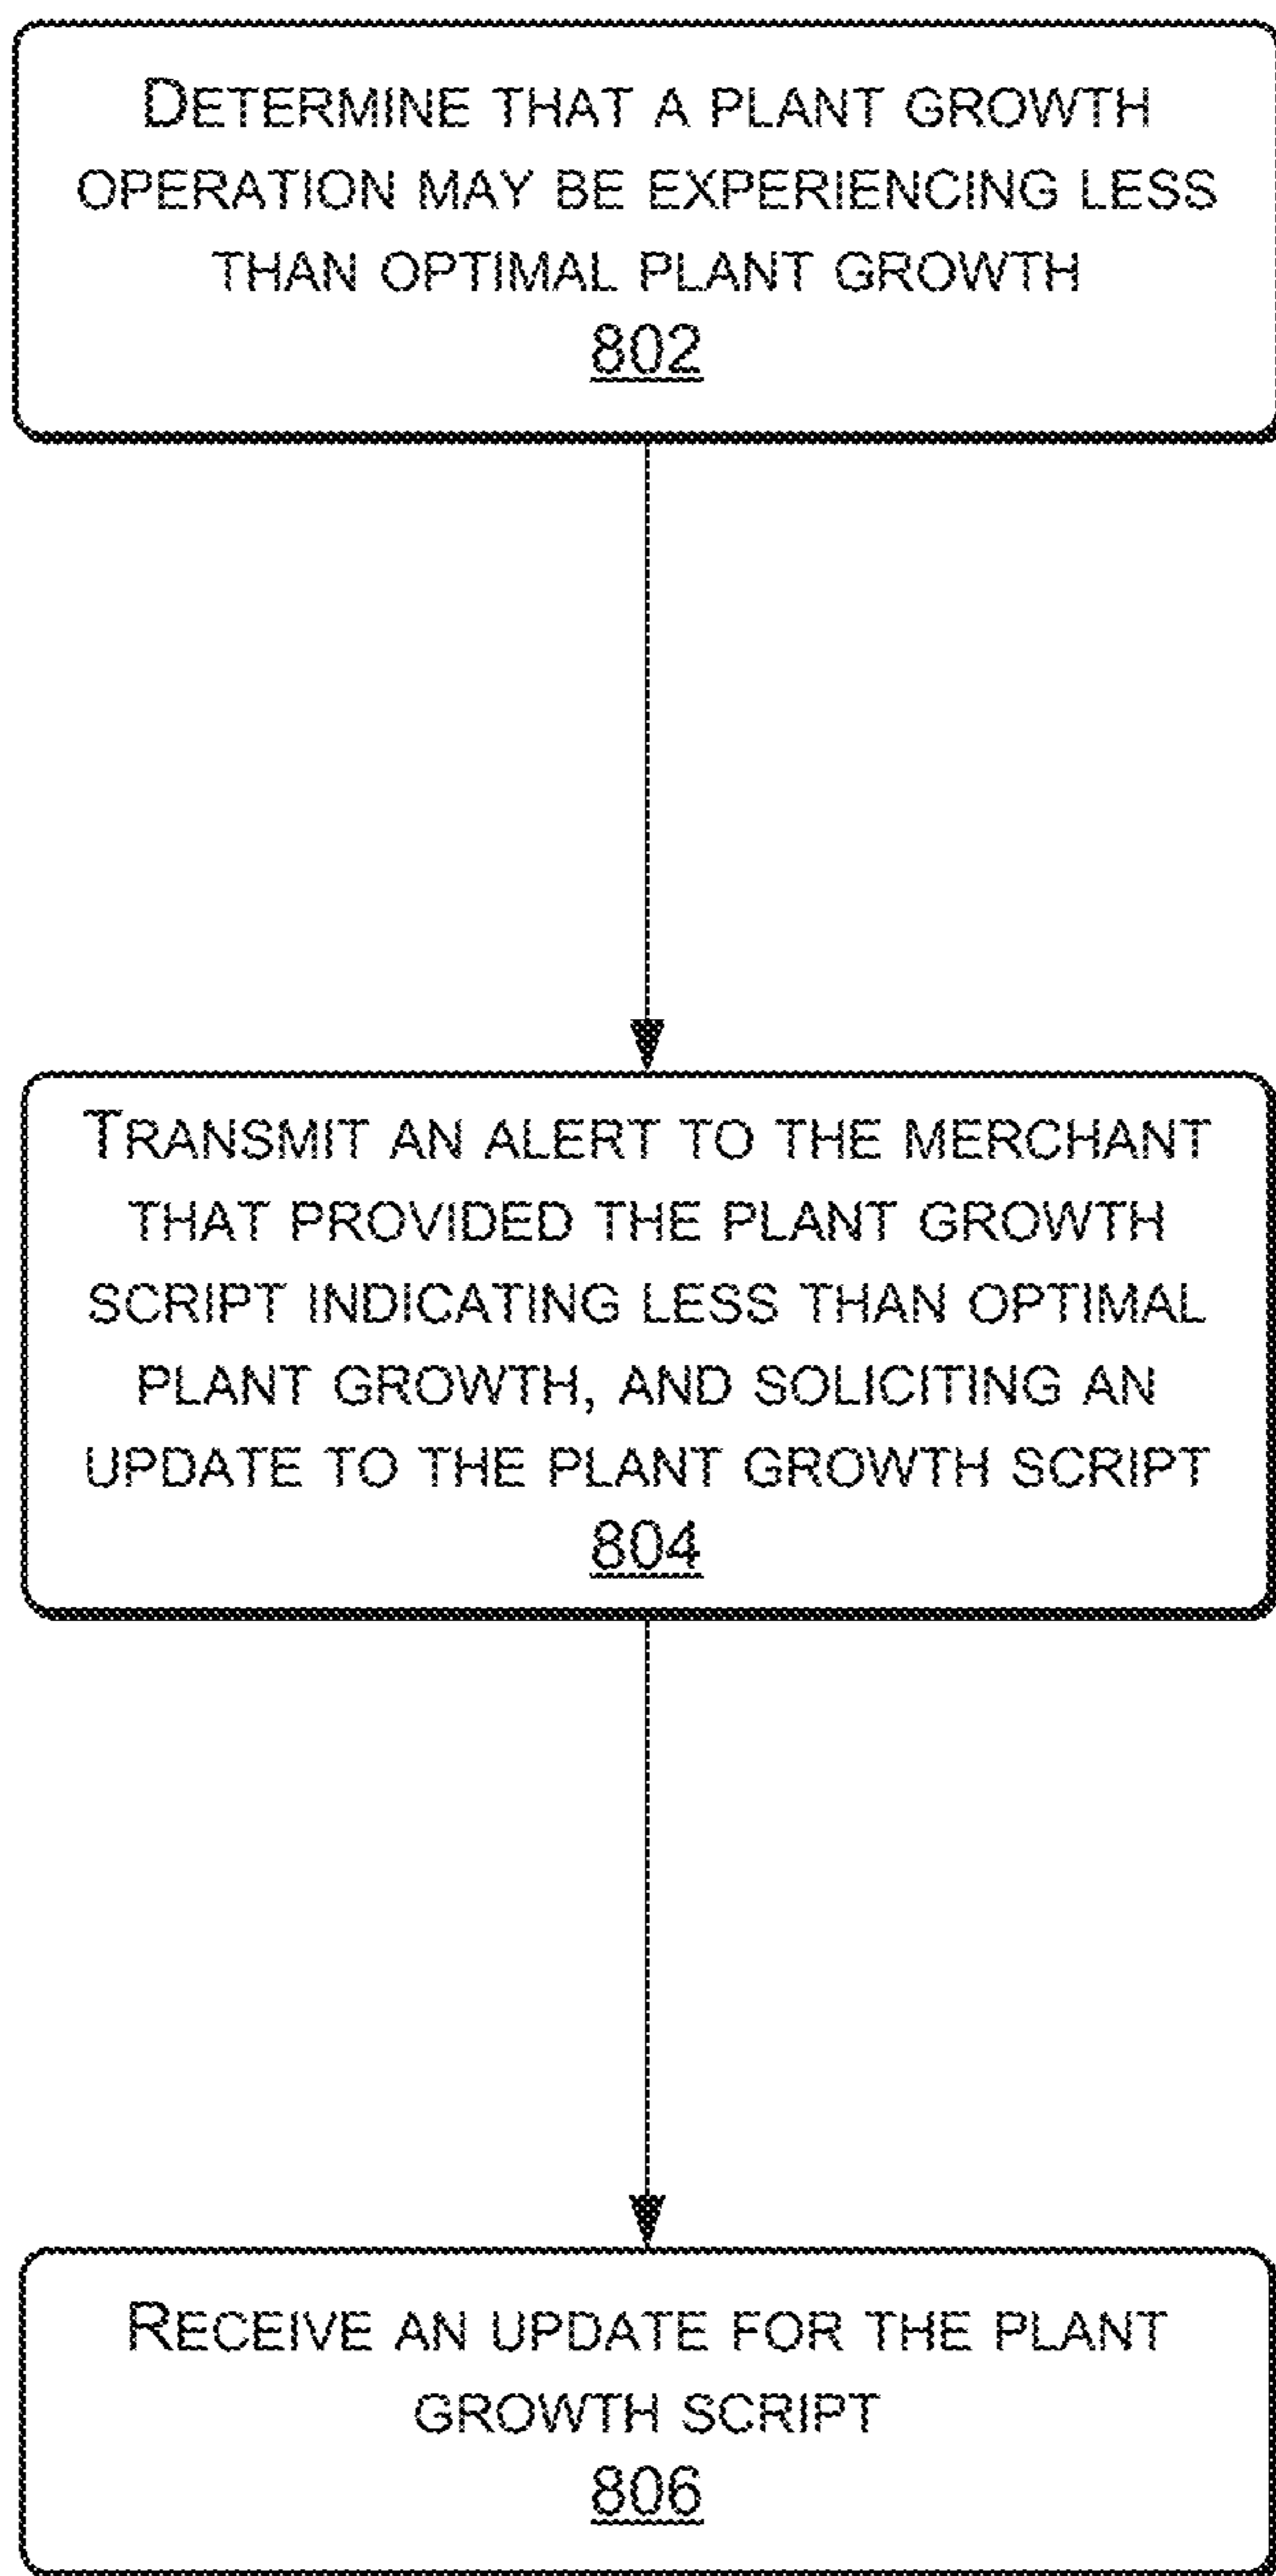 DETERMINE THAT A PLANT GROWTH
OPERATION MAY BE EXPERIENCING LESS
THAN OPTIMAL PLANT GROWTH
802
TRANSMIT AN ALERT TO THE MERCHANT
THAT PROVIDED THE PLANT GROWTH
SCRIPT INDICATING LESS THAN OPTIMAL
PLANT GROWTH, AND SOLICITING AN
UPDATE TO THE PLANT GROWTH SCRIPT
804
RECEIVE AN UPDATE FOR THE PLANT
GROWTH SCRIPT
806